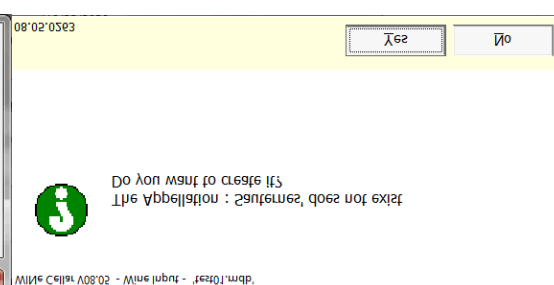 WINe Cellar V08.05 - Wine Input - 'test01.mdb'
The Appellation : Sauternes' does not exist
Do you want to create it?
Yes
No
08.05.0263